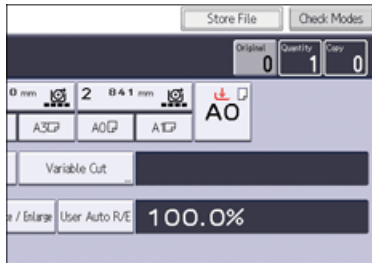 Store File
Check Modes
Original
Quantity
Copy
0
1
0
0 mm
2 841 mm
A0
A3
A0
A1
Variable Cut
e / Enlarge
User Auto R/E
100.0%